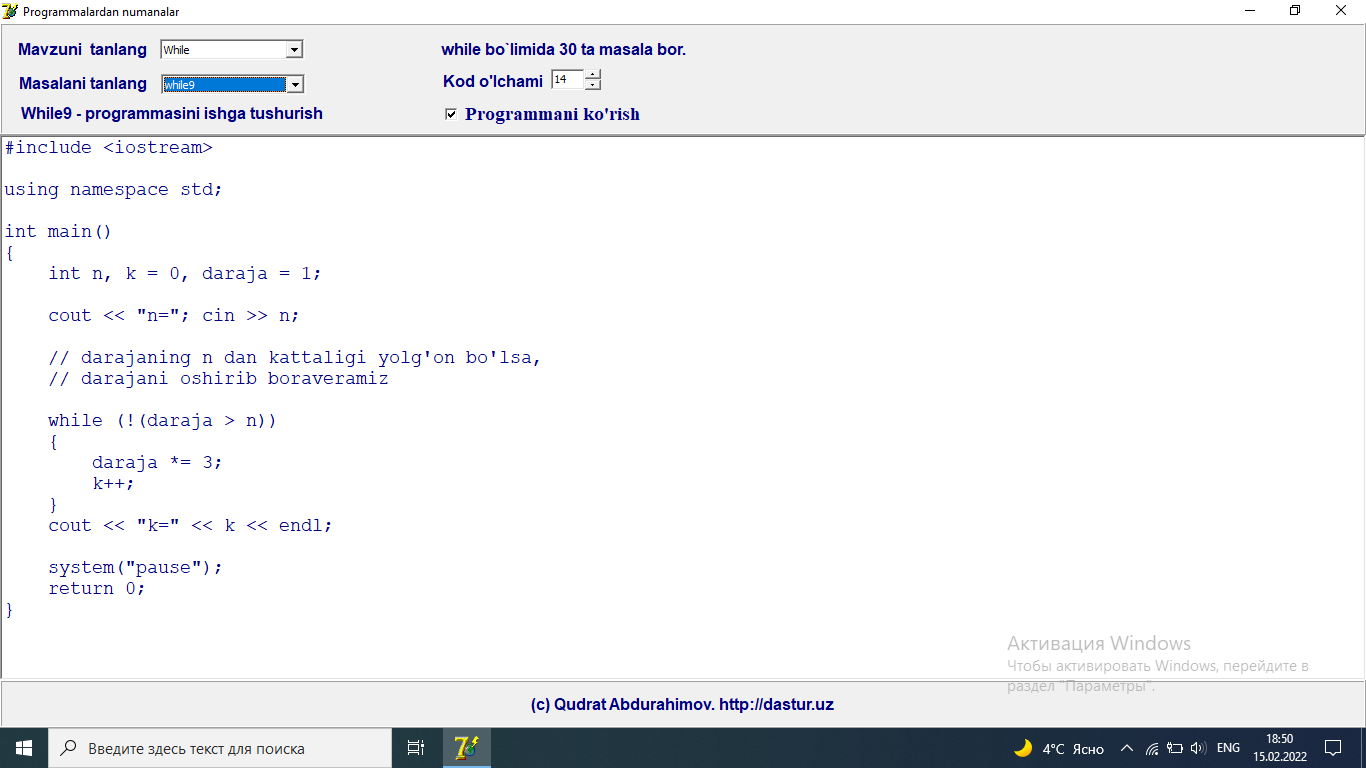 Programmalardan numanalar
Mavzuni tanlang While
while bo`limida 30 ta masala bor.
Masalani tanlang while9
Kod o'lchami 14
While9 - programmasini ishga tushurish
Programmani ko'rish
#include <iostream>
using namespace std;
int main()
{
int n, k = 0, daraja = 1;
cout << "n="; cin >> n;
// darajaning n dan kattaligi yolg'on bo'lsa,
// darajani oshirib boraveramiz
while (!(daraja > n))
{
daraja *= 3;
k++;
}
cout << "k=" << k << endl;
system("pause");
return 0;
}
Активация Windows
Чтобы активировать Windows, перейдите в
раздел "Параметры".
(c) Qudrat Abdurahimov. http://dastur.uz
Введите здесь текст для поиска
4°C Ясно
ENG
18:50
15.02.2022